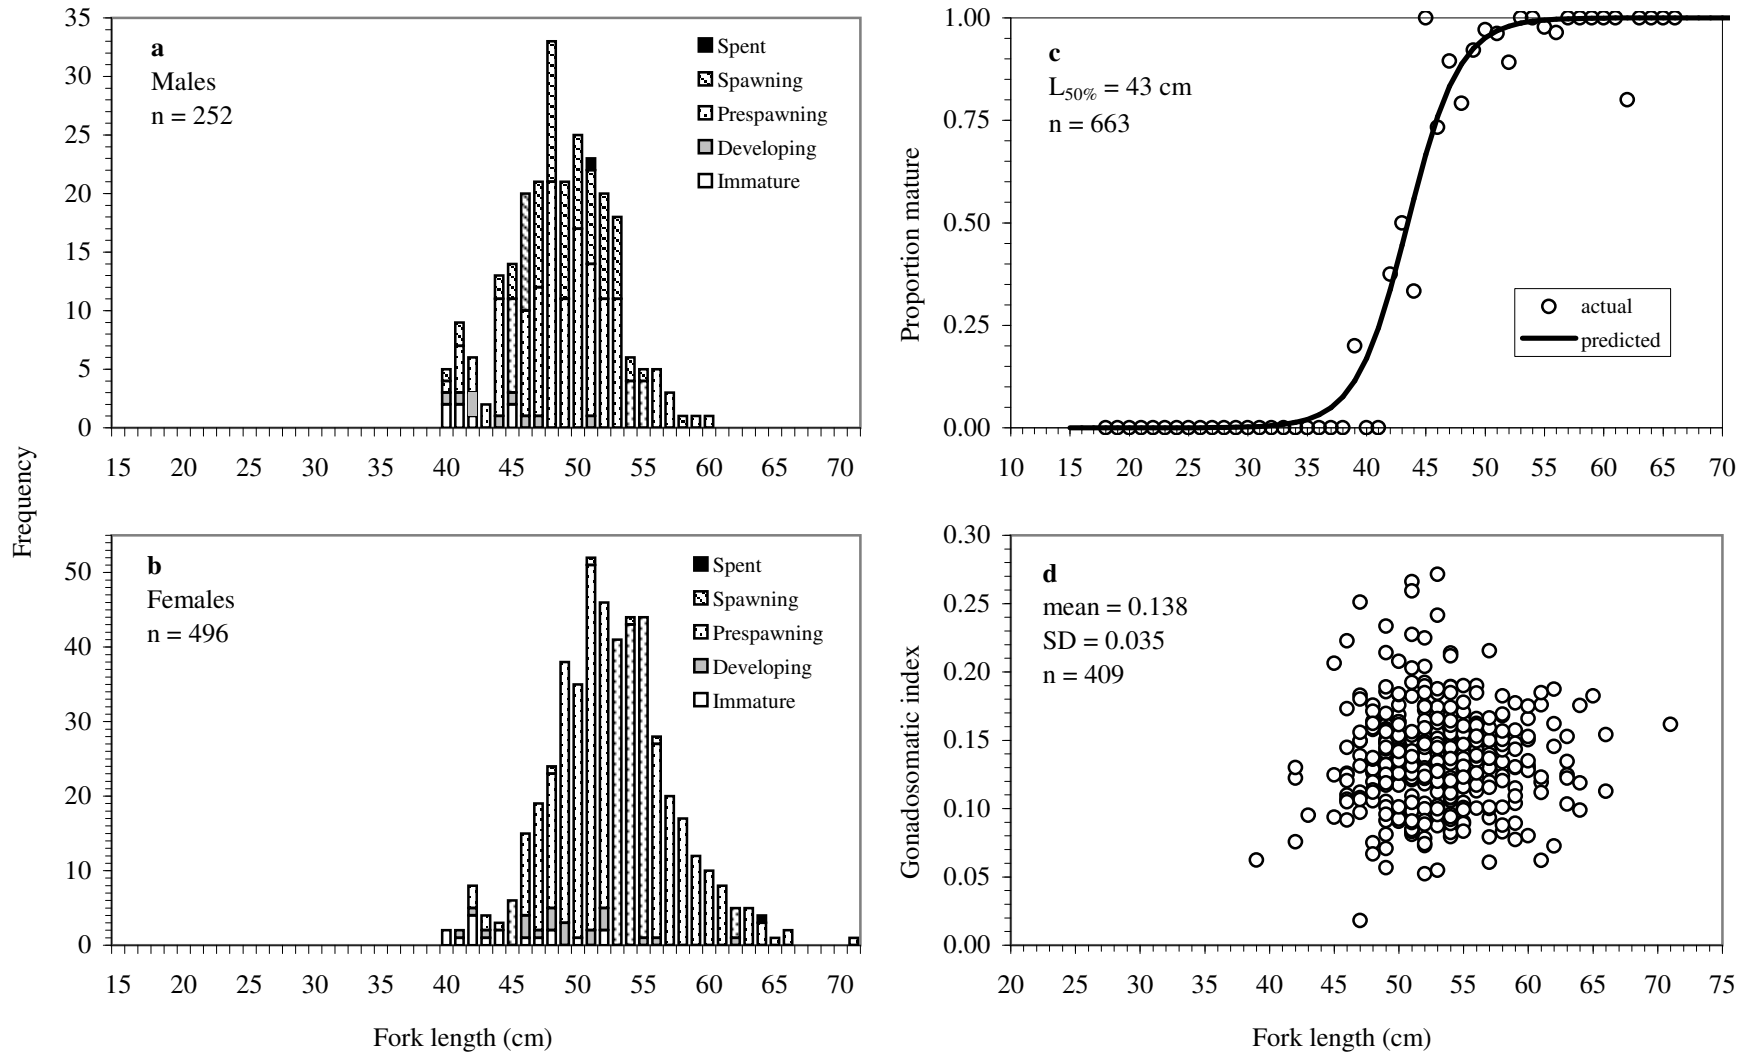 a
Males
n = 252
Spent
Spawning
Prespawning
Developing
Immature
35
30
25
20
15
10
5
0
15 20 25 30 35 40 45 50 55 60 65 70
Frequency
b
Females
n = 496
Spent
Spawning
Prespawning
Developing
Immature
50
40
30
20
10
0
15 20 25 30 35 40 45 50 55 60 65 70
Fork length (cm)
c
L50% = 43 cm
n = 663
Proportion mature
1.00
0.75
0.50
0.25
0.00
actual
predicted
10 15 20 25 30 35 40 45 50 55 60 65 70
d
mean = 0.138
SD = 0.035
n = 409
Gonadosomatic index
0.30
0.25
0.20
0.15
0.10
0.05
0.00
20 25 30 35 40 45 50 55 60 65 70 75
Fork length (cm)